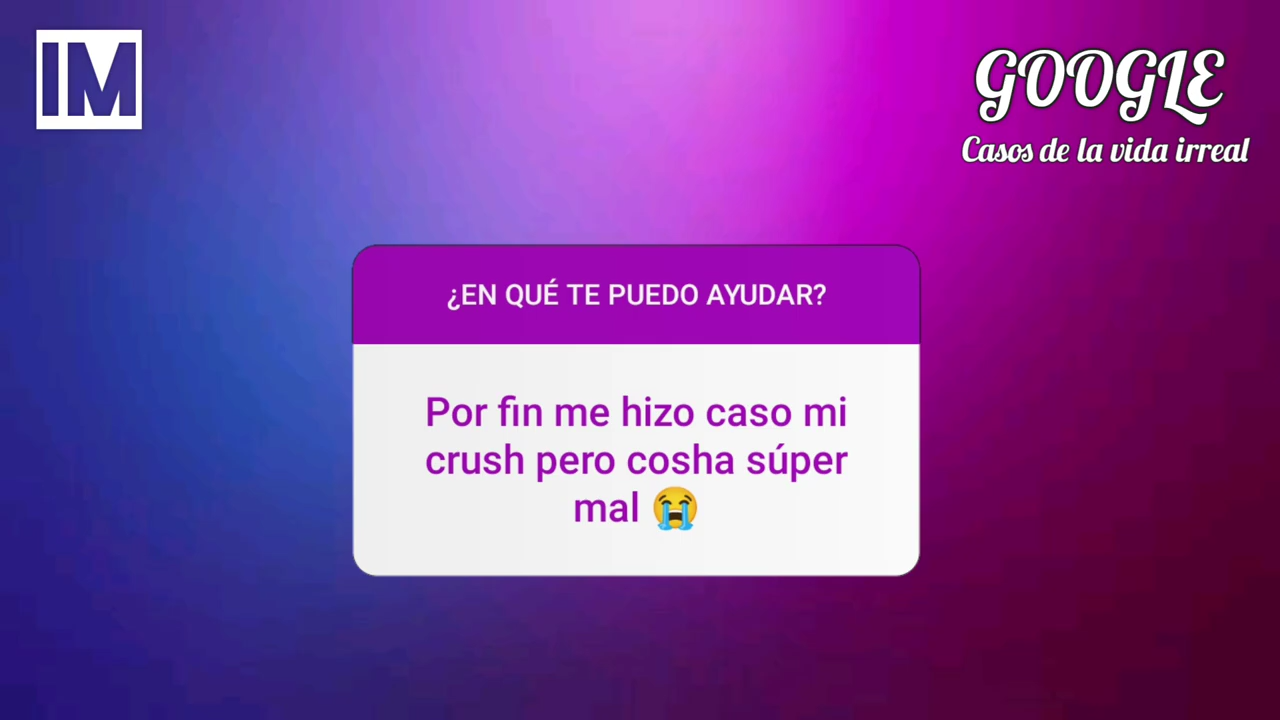 IM
GOOGLE
Casos de la vida irreal
¿EN QUÉ TE PUEDO AYUDAR?
Por fin me hizo caso mi
crush pero cosha súper
mal 😭